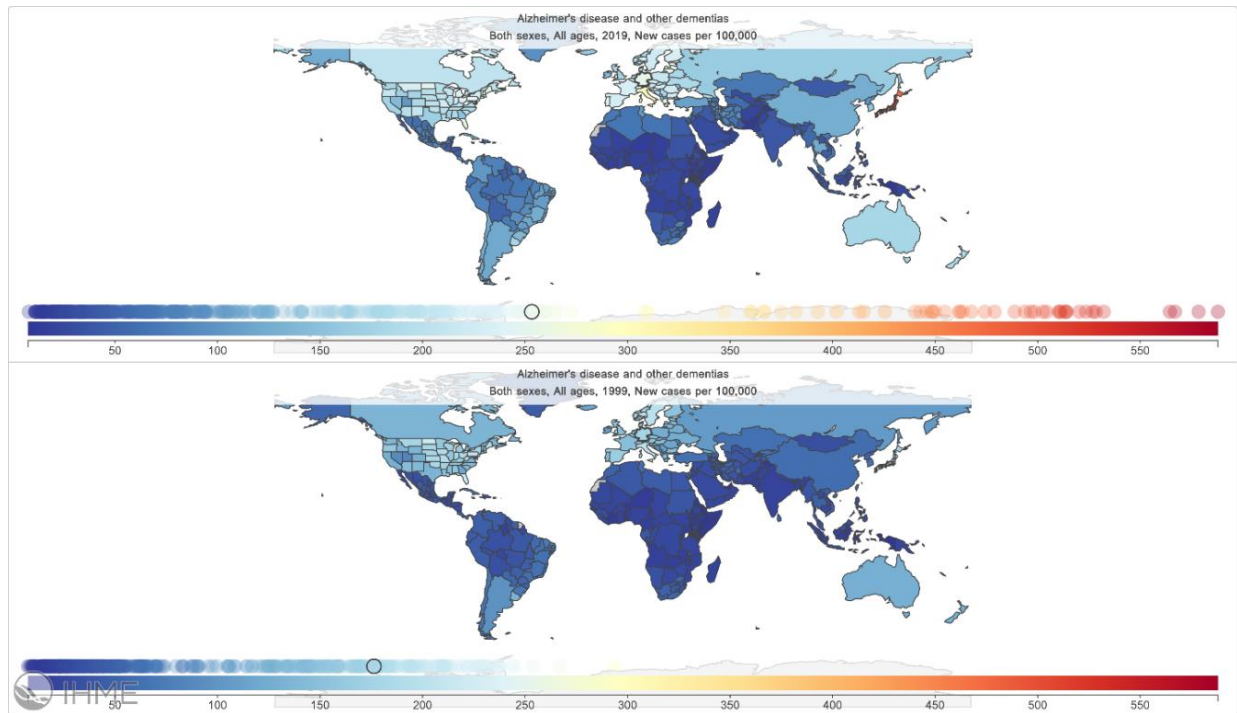 Alzheimer's disease and other dementias
Both sexes, All ages, 2019, New cases per 100,000
50 100 150 200 250 300 350 400 450 500 550
Alzheimer's disease and other dementias
Both sexes, All ages, 1999, New cases per 100,000
IHME
50 100 150 200 250 300 350 400 450 500 550